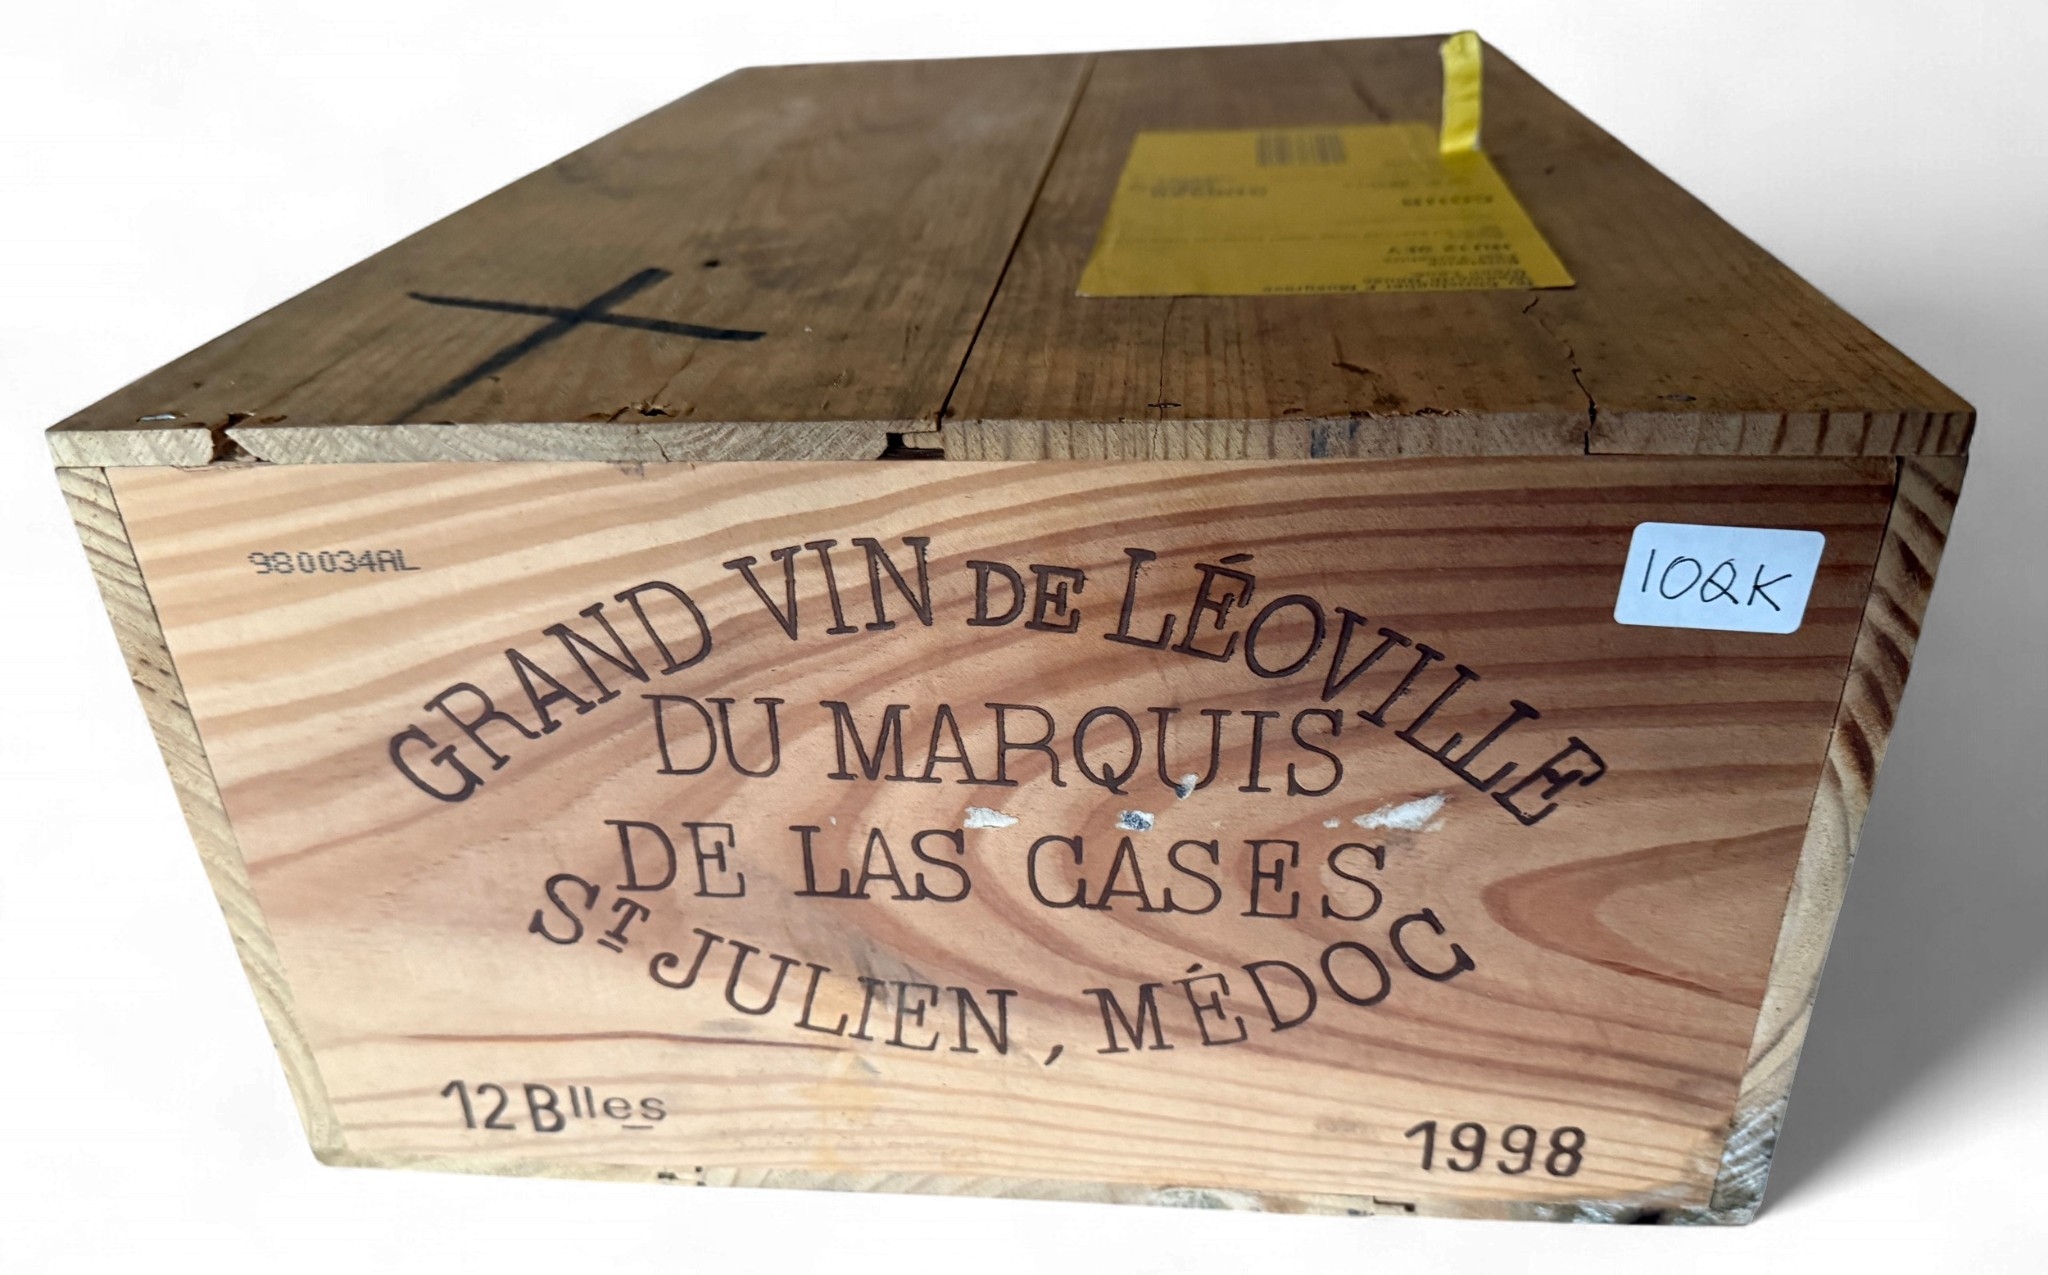 980034AL
10QK
GRAND VIN DE LÉOVILLE
DU MARQUIS
DE LAS CASES
ST JULIEN, MÉDOC
12 Blles
1998